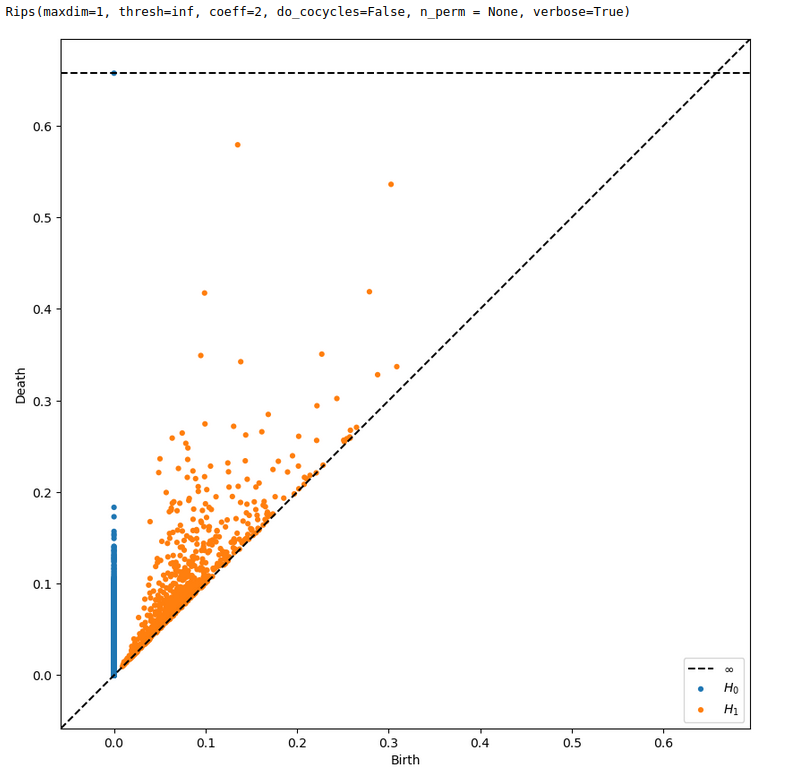 Rips(maxdim=1, thresh=inf, coeff=2, do_cocycles=False, n_perm = None, verbose=True)
0.6
0.5
0.4
0.3
0.2
0.1
0.0
Death
0.0 0.1 0.2 0.3 0.4 0.5 0.6
Birth
∞
H₀
H₁